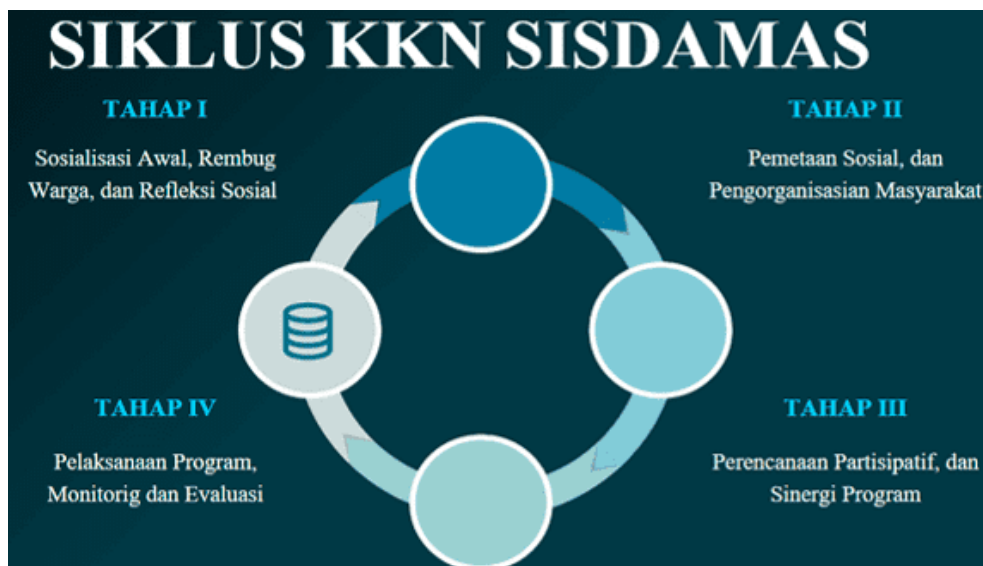 SIKLUS KKN SISDAMAS
TAHAP I
Sosialisasi Awal, Rembug
Warga, dan Refleksi Sosial
TAHAP II
Pemetaan Sosial, dan
Pengorganisasian Masyarakat
TAHAP III
Perencanaan Partisipatif, dan
Sinergi Program
TAHAP IV
Pelaksanaan Program,
Monitorig dan Evaluasi